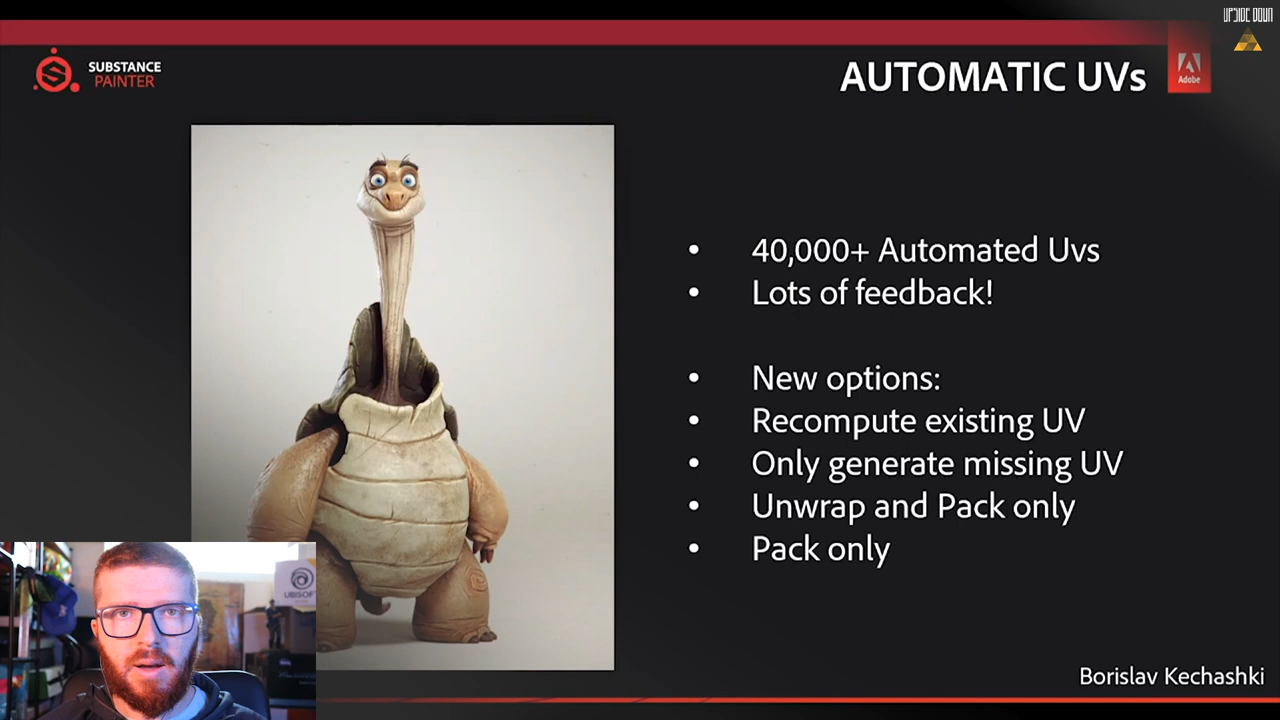 UPSIDE DOWN
SUBSTANCE
PAINTER
AUTOMATIC UVs
Adobe
• 40,000+ Automated Uvs
• Lots of feedback!
• New options:
• Recompute existing UV
• Only generate missing UV
• Unwrap and Pack only
• Pack only
UBISOFT
Borislav Kechashki